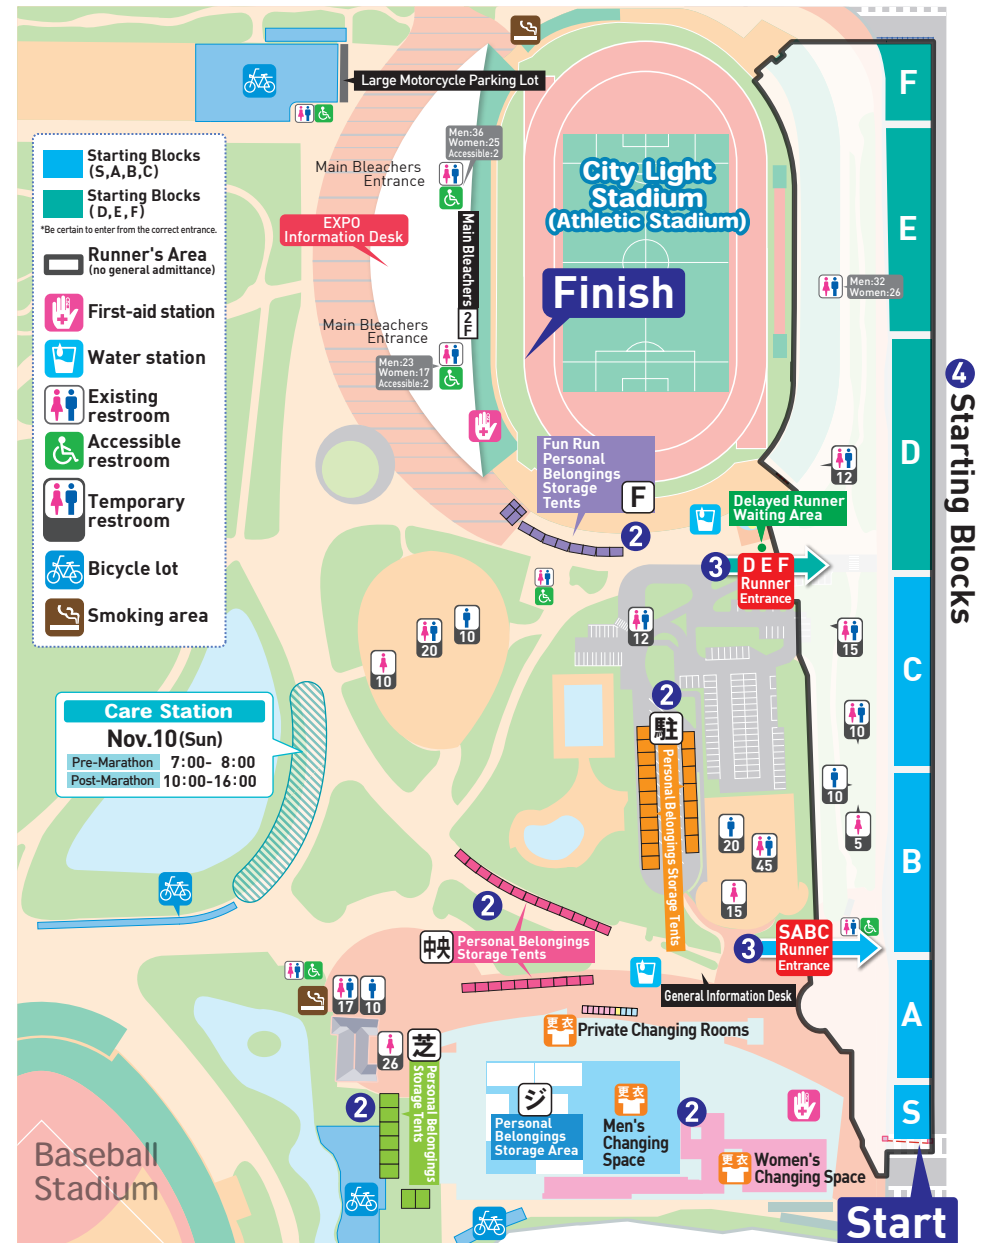 Large Motorcycle Parking Lot
Starting Blocks
(S,A,B,C)
Starting Blocks
(D,E,F)
*Be certain to enter from the correct entrance.
Runner's Area
(no general admittance)
First-aid station
Water station
Existing
restroom
Accessible
restroom
Temporary
restroom
Bicycle lot
Smoking area
Men:36
Women:25
Accessible:2
Main Bleachers
Entrance
EXPO
Information Desk
Main Bleachers
2F
Main Bleachers
Entrance
Men:23
Women:17
Accessible:2
City Light
Stadium
(Athletic Stadium)
Finish
Men:32
Women:26
F
E
D
C
B
A
S
4 Starting Blocks
Fun Run
Personal
Belongings
Storage
Tents
F
2
Delayed Runner
Waiting Area
3
D E F
Runner
Entrance
12
15
10
10
5
12
10
20
10
Care Station
Nov.10(Sun)
Pre-Marathon 7:00- 8:00
Post-Marathon 10:00-16:00
2
駐
Personal Belongings Storage Tents
20
45
15
2
中央
Personal Belongings
Storage Tents
3
SABC
Runner
Entrance
General Information Desk
17
10
26
芝
Personal Belongings
Storage Tents
2
更衣
Private Changing Rooms
ジ
Personal
Belongings
Storage Area
更衣
Men's
Changing
Space
2
更衣
Women's
Changing Space
Baseball
Stadium
Start